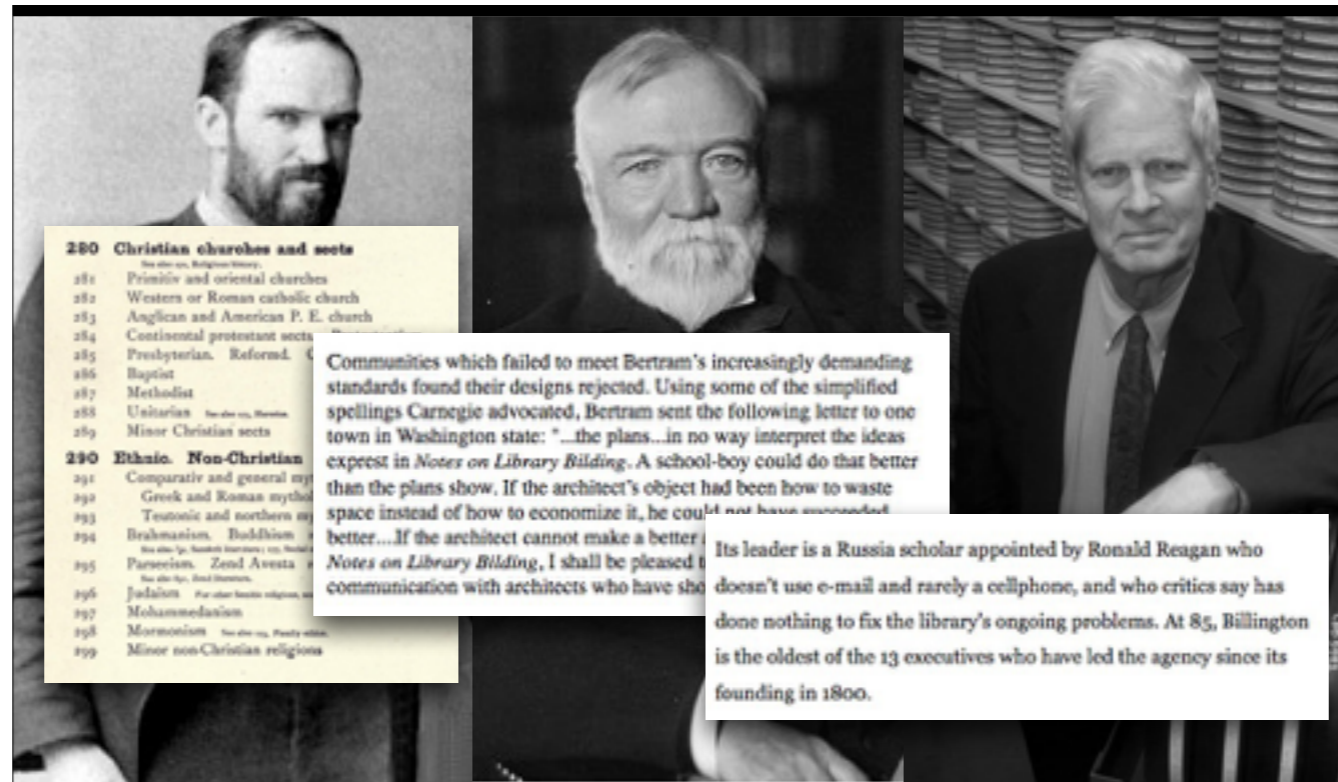 280 Christian churches and sects
See also 270, Religious history.
281 Primitiv and oriental churches
282 Western or Roman catholic church
283 Anglican and American P. E. church
284 Continental protestant sects.
285 Presbyterian. Reformd.
286 Baptist
287 Methodist
288 Unitarian
289 Minor Christian sects
290 Ethnic. Non-Christian
291 Comparativ and general
292 Greek and Roman
293 Teutonic and northern
294 Brahmanism. Buddhism
295 Parseeism. Zend Avesta
296 Judaism
297 Mohammedanism
298 Mormonism
299 Minor non-Christian religions
Communities which failed to meet Bertram's increasingly demanding
standards found their designs rejected. Using some of the simplified
spellings Carnegie advocated, Bertram sent the following letter to one
town in Washington state: "...the plans...in no way interpret the ideas
exprest in Notes on Library Bilding. A school-boy could do that better
than the plans show. If the architect's object had been how to waste
space instead of how to economize it, he could not have succeeded
better....If the architect cannot make a better
Notes on Library Bilding, I shall be pleased
communication with architects who have
Its leader is a Russia scholar appointed by Ronald Reagan who
doesn't use e-mail and rarely a cellphone, and who critics say has
done nothing to fix the library's ongoing problems. At 85, Billington
is the oldest of the 13 executives who have led the agency since its
founding in 1800.